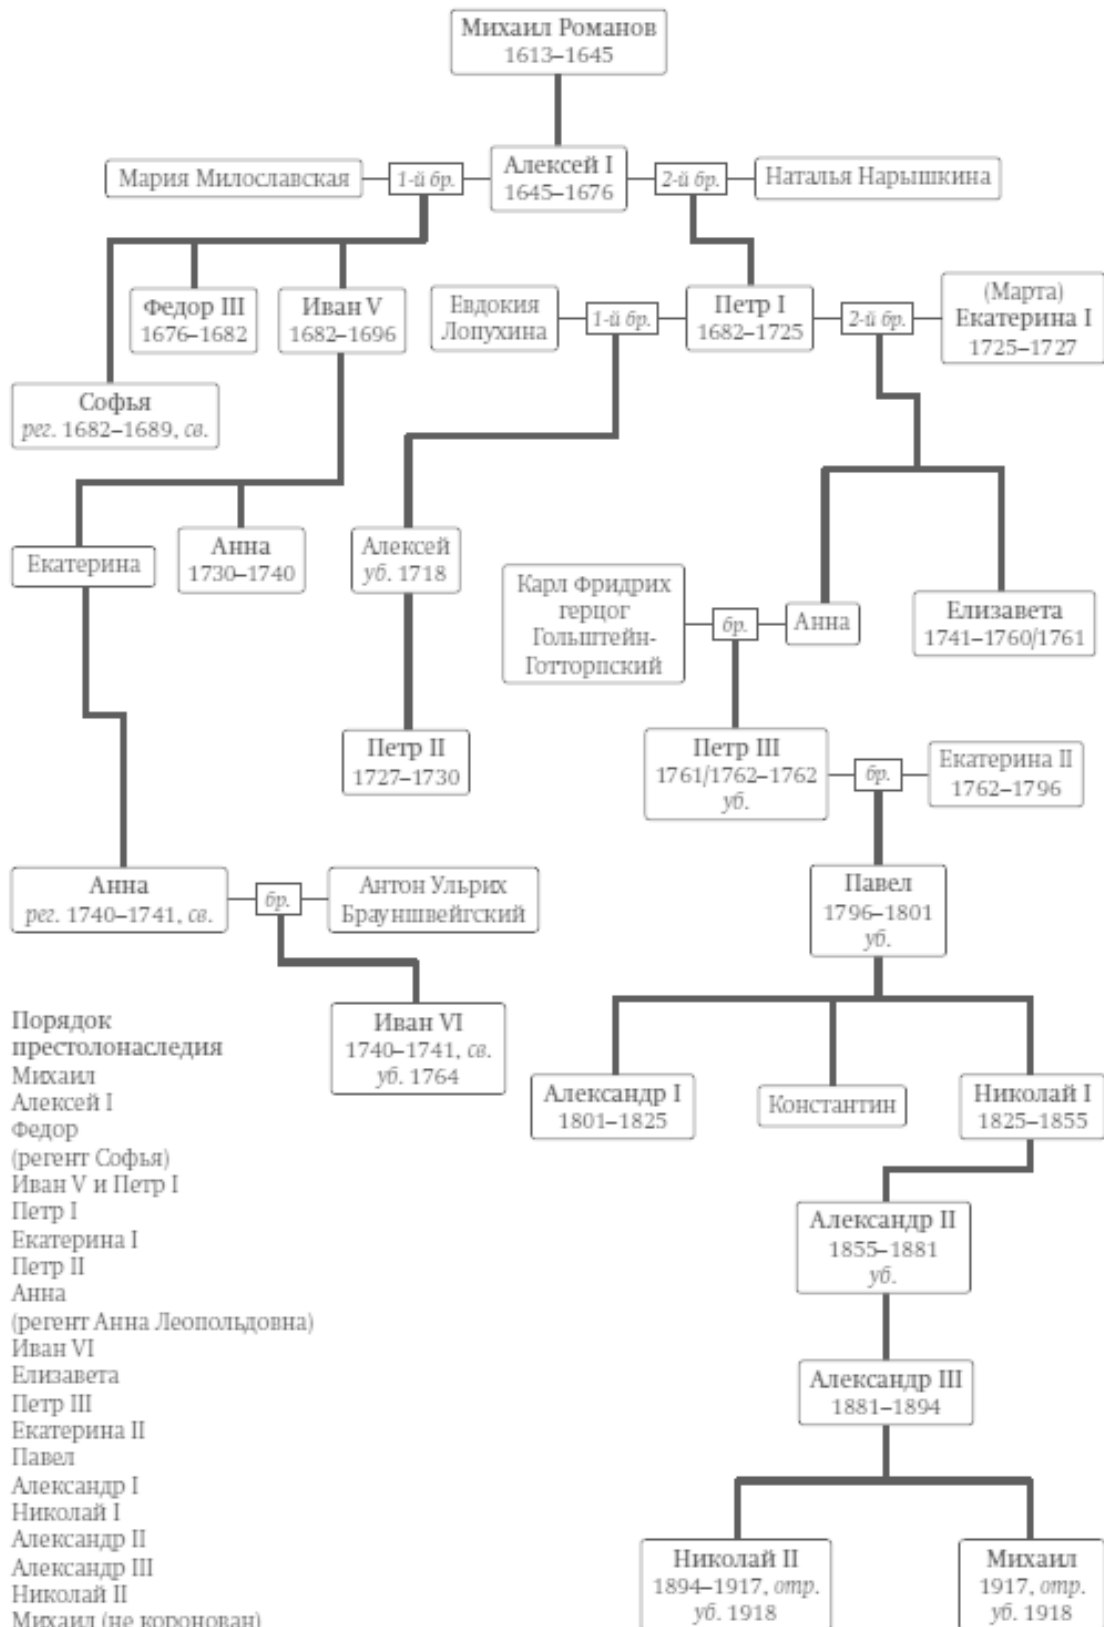 Михаил Романов
1613–1645
Мария Милославская
1-й бр.
Алексей I
1645–1676
2-й бр.
Наталья Нарышкина
Федор III
1676–1682
Иван V
1682–1696
Евдокия
Лопухина
1-й бр.
Петр I
1682–1725
2-й бр.
(Марта)
Екатерина I
1725–1727
Софья
рег. 1682–1689, св.
Екатерина
Анна
1730–1740
Алексей
уб. 1718
Карл Фридрих
герцог
Гольштейн-
Готторпский
бр.
Анна
Елизавета
1741–1760/1761
Петр II
1727–1730
Петр III
1761/1762–1762
уб.
бр.
Екатерина II
1762–1796
Анна
рег. 1740–1741, св.
бр.
Антон Ульрих
Брауншвейгский
Павел
1796–1801
уб.
Иван VI
1740–1741, св.
уб. 1764
Александр I
1801–1825
Константин
Николай I
1825–1855
Александр II
1855–1881
уб.
Александр III
1881–1894
Николай II
1894–1917, отр.
уб. 1918
Михаил
1917, отр.
уб. 1918
Порядок
престолонаследия
Михаил
Алексей I
Федор
(регент Софья)
Иван V и Петр I
Петр I
Екатерина I
Петр II
Анна
(регент Анна Леопольдовна)
Иван VI
Елизавета
Петр III
Екатерина II
Павел
Александр I
Николай I
Александр II
Александр III
Николай II
Михаил (не коронован)